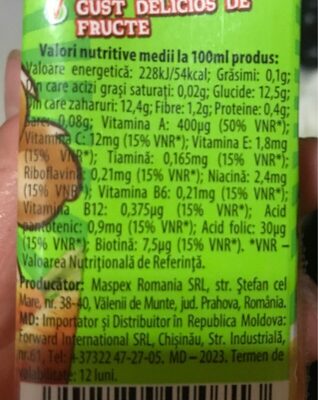 GUST DELICIOS DE
FRUCTE
Valori nutritive medii la 100ml produs:
Valoare energetică: 228kJ/54kcal; Grăsimi: 0,1g;
Din care acizi grași saturați: 0,02g; Glucide: 12,5g
Din care zaharuri: 12,4g; Fibre: 1,2g; Proteine: 0,4g;
Sare: 0,08g; Vitamina A: 400µg (50% VNR*);
Vitamina C: 12mg (15% VNR*); Vitamina E: 1,8mg
(15% VNR*); Tiamină: 0,165mg (15% VNR*);
Riboflavină: 0,21mg (15% VNR*); Niacină: 2,4mg
(15% VNR*); Vitamina B6: 0,21mg (15% VNR*);
Vitamina B12: 0,375µg (15% VNR*); Acid
pantotenic: 0,9mg (15% VNR*); Acid folic: 30µg
(15% VNR*); Biotină: 7,5µg (15% VNR*). *VNR –
Valoarea Nutrițională de Referință.
Producător: Maspex Romania SRL, str. Ștefan cel
Mare, nr. 38-40, Vălenii de Munte, jud. Prahova, România.
MD: Importator și Distribuitor în Republica Moldova:
Forward International SRL, Chișinău, Str. Industrială,
nr.61, Tel: +37322 47-27-05. MD – 2023. Termen de
valabilitate: 12 luni.